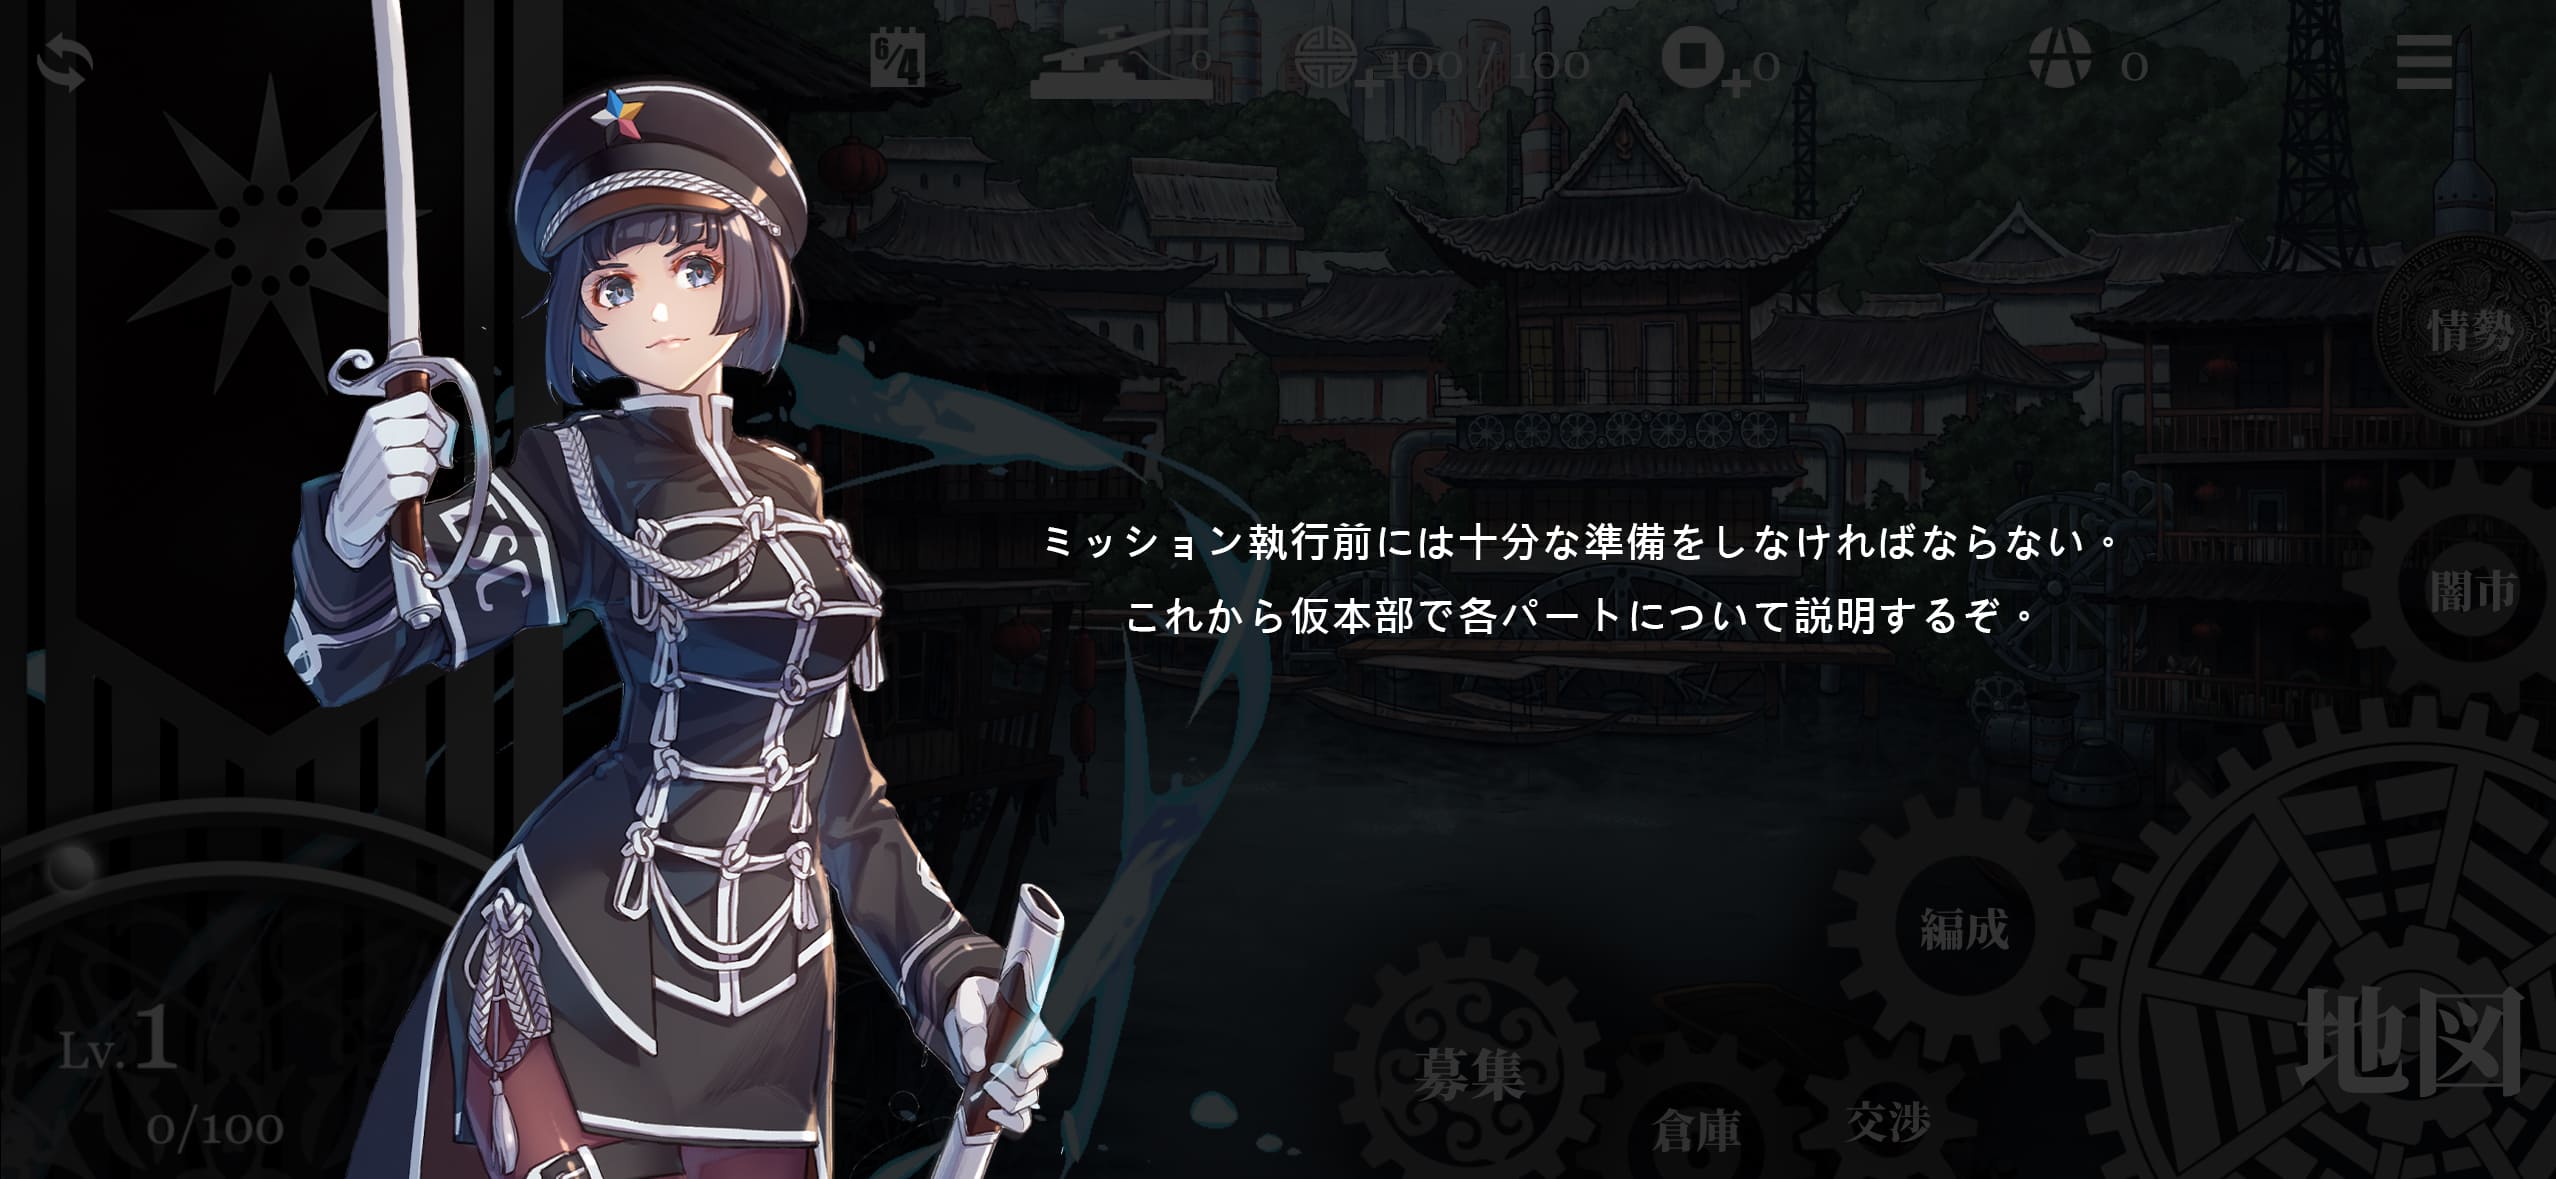 6/4
0
100 / 100
0
0
情勢
ESC
ミッション執行前には十分な準備をしなければならない。
これから仮本部で各パートについて説明するぞ。
闇市
編成
地図
募集
倉庫
交渉
Lv.1
0/100